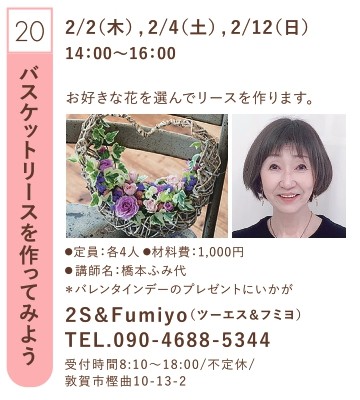 20
バスケットリースを作ってみよう
2/2(木), 2/4(土), 2/12(日)
14:00〜16:00
お好きな花を選んでリースを作ります。
●定員:各4人 ●材料費:1,000円
●講師名:橋本ふみ代
＊バレンタインデーのプレゼントにいかが
2S&Fumiyo(ツーエス&フミヨ)
TEL.090-4688-5344
受付時間8:10〜18:00/不定休/
敦賀市樫曲10-13-2